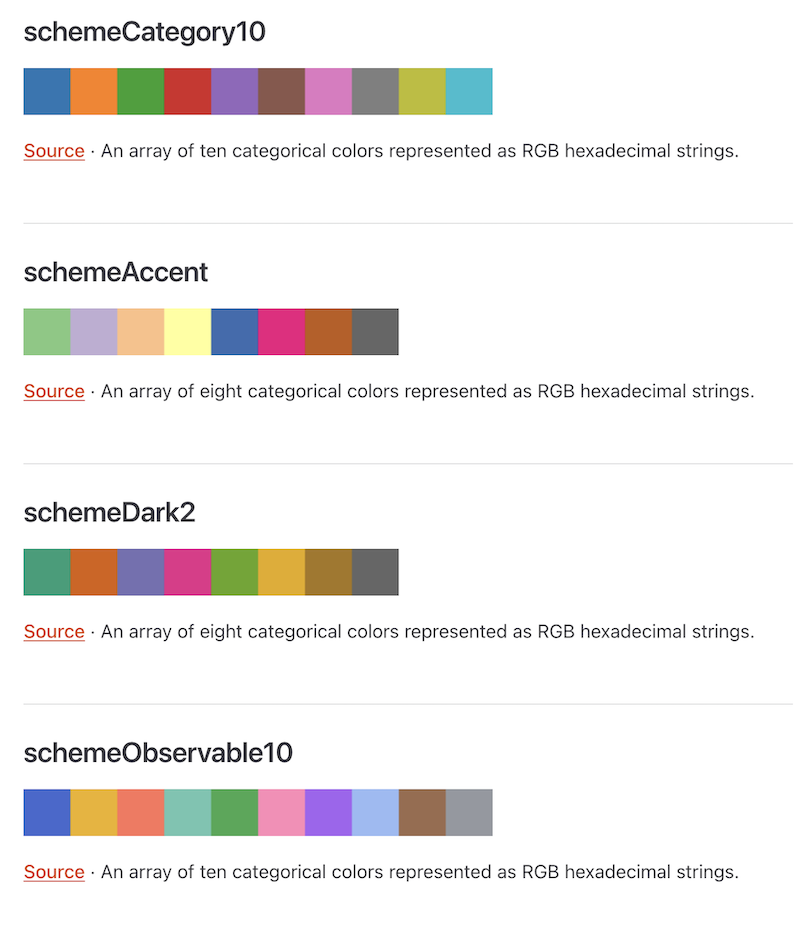 schemeCategory10
Source · An array of ten categorical colors represented as RGB hexadecimal strings.
schemeAccent
Source · An array of eight categorical colors represented as RGB hexadecimal strings.
schemeDark2
Source · An array of eight categorical colors represented as RGB hexadecimal strings.
schemeObservable10
Source · An array of ten categorical colors represented as RGB hexadecimal strings.